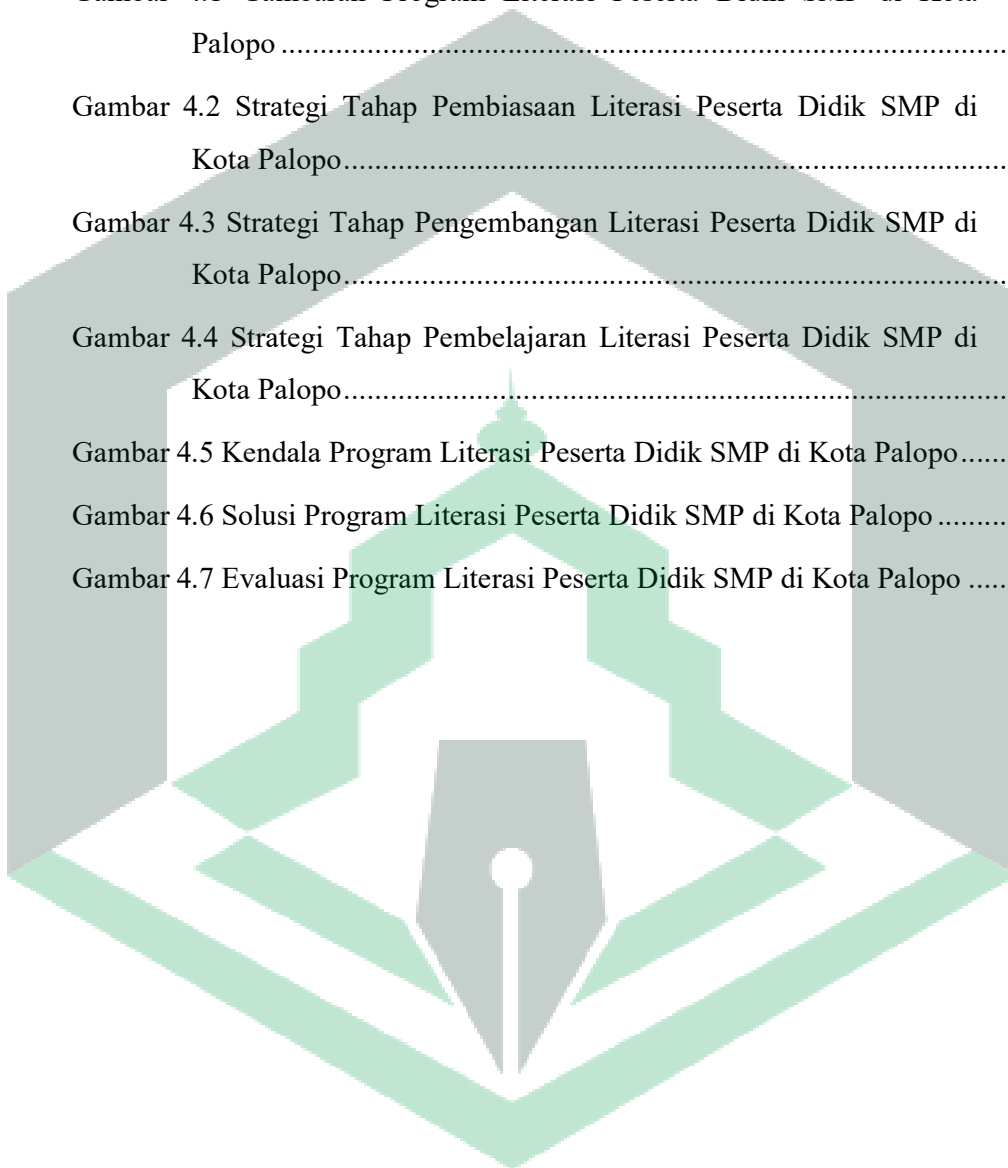 Palopo ................................................................................
Gambar 4.2 Strategi Tahap Pembiasaan Literasi Peserta Didik SMP di
Kota Palopo........................................................................
Gambar 4.3 Strategi Tahap Pengembangan Literasi Peserta Didik SMP di
Kota Palopo........................................................................
Gambar 4.4 Strategi Tahap Pembelajaran Literasi Peserta Didik SMP di
Kota Palopo........................................................................
Gambar 4.5 Kendala Program Literasi Peserta Didik SMP di Kota Palopo......
Gambar 4.6 Solusi Program Literasi Peserta Didik SMP di Kota Palopo .........
Gambar 4.7 Evaluasi Program Literasi Peserta Didik SMP di Kota Palopo .....